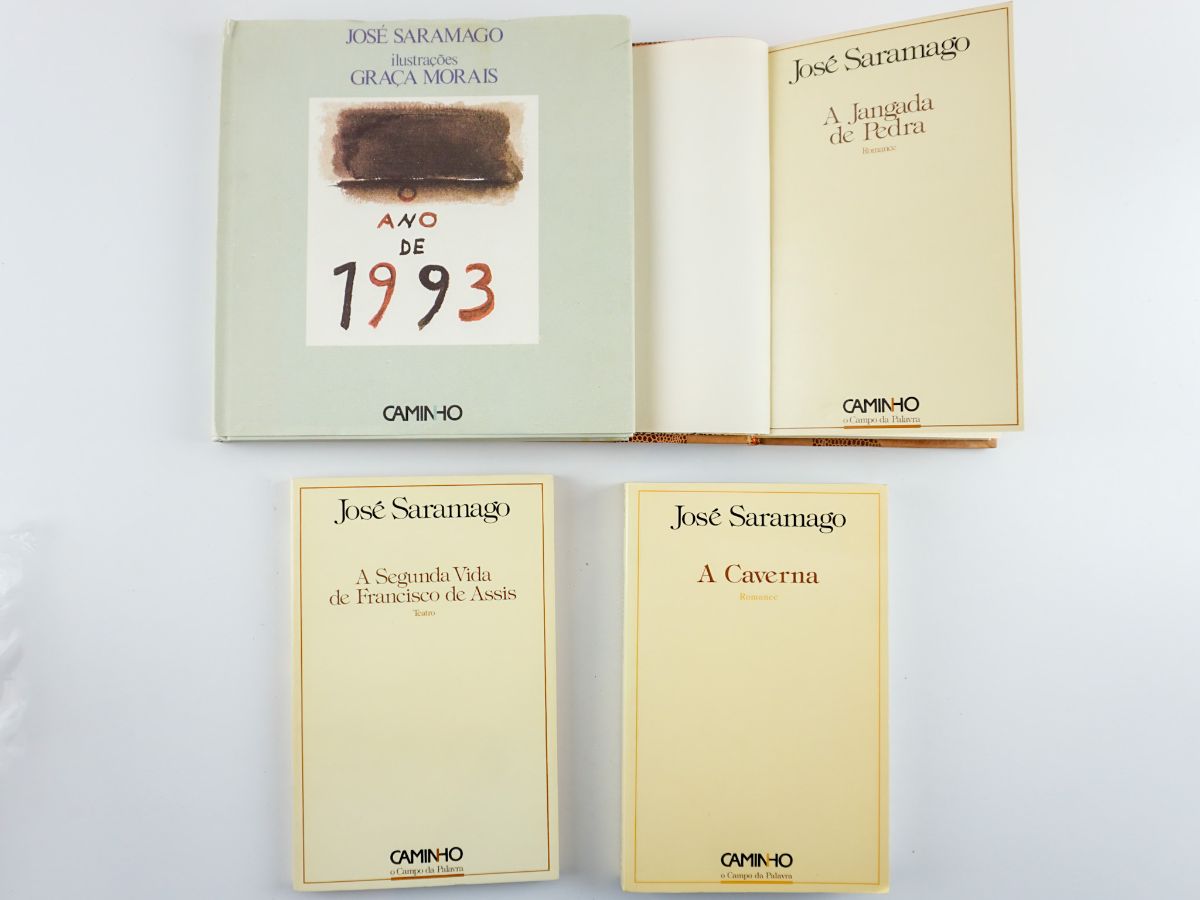 JOSÉ SARAMAGO
ilustrações
GRAÇA MORAIS
O
ANO
DE
1993
CAMINHO
José Saramago
A Jangada
de Pedra
Romance
CAMINHO
o Campo da Palavra
José Saramago
A Segunda Vida
de Francisco de Assis
Teatro
CAMINHO
o Campo da Palavra
José Saramago
A Caverna
Romance
CAMINHO
o Campo da Palavra